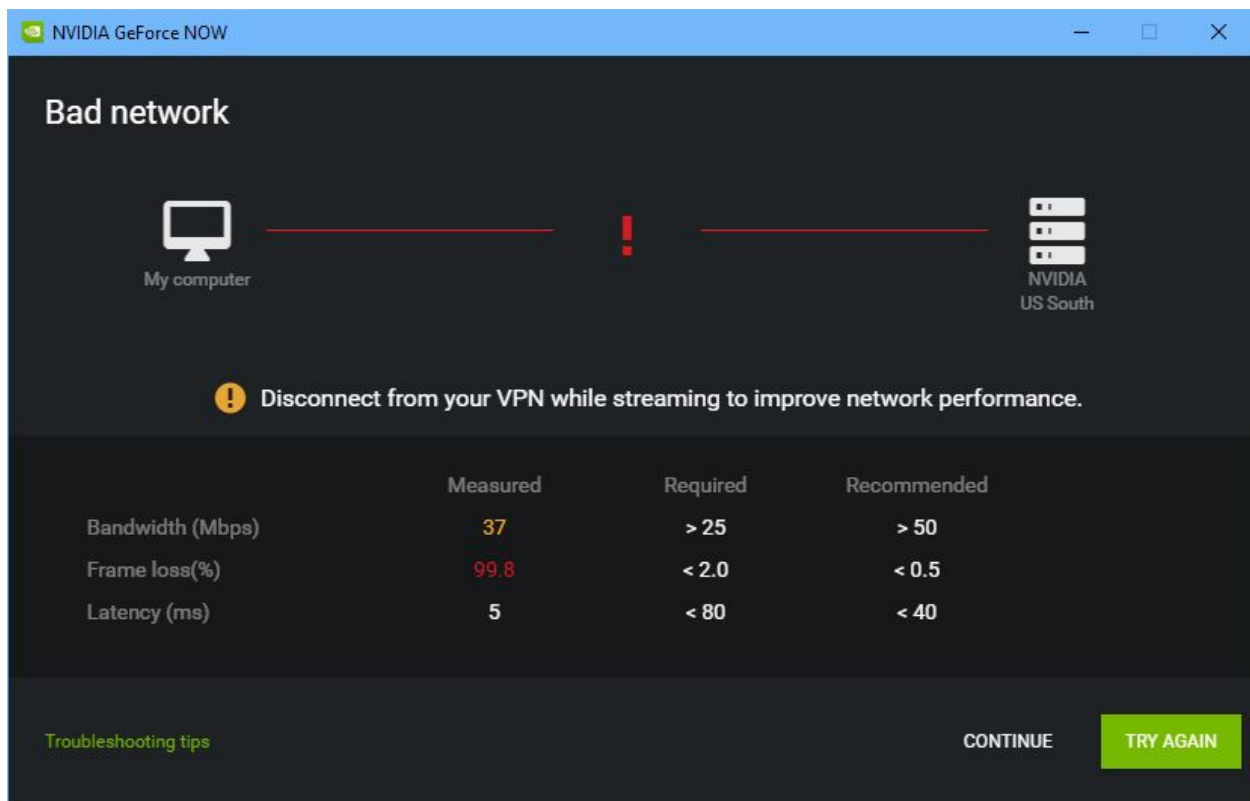 NVIDIA GeForce NOW
Bad network
My computer
NVIDIA
US South
Disconnect from your VPN while streaming to improve network performance.
Measured Required Recommended
Bandwidth (Mbps) 37 > 25 > 50
Frame loss(%) 99.8 < 2.0 < 0.5
Latency (ms) 5 < 80 < 40
Troubleshooting tips CONTINUE TRY AGAIN